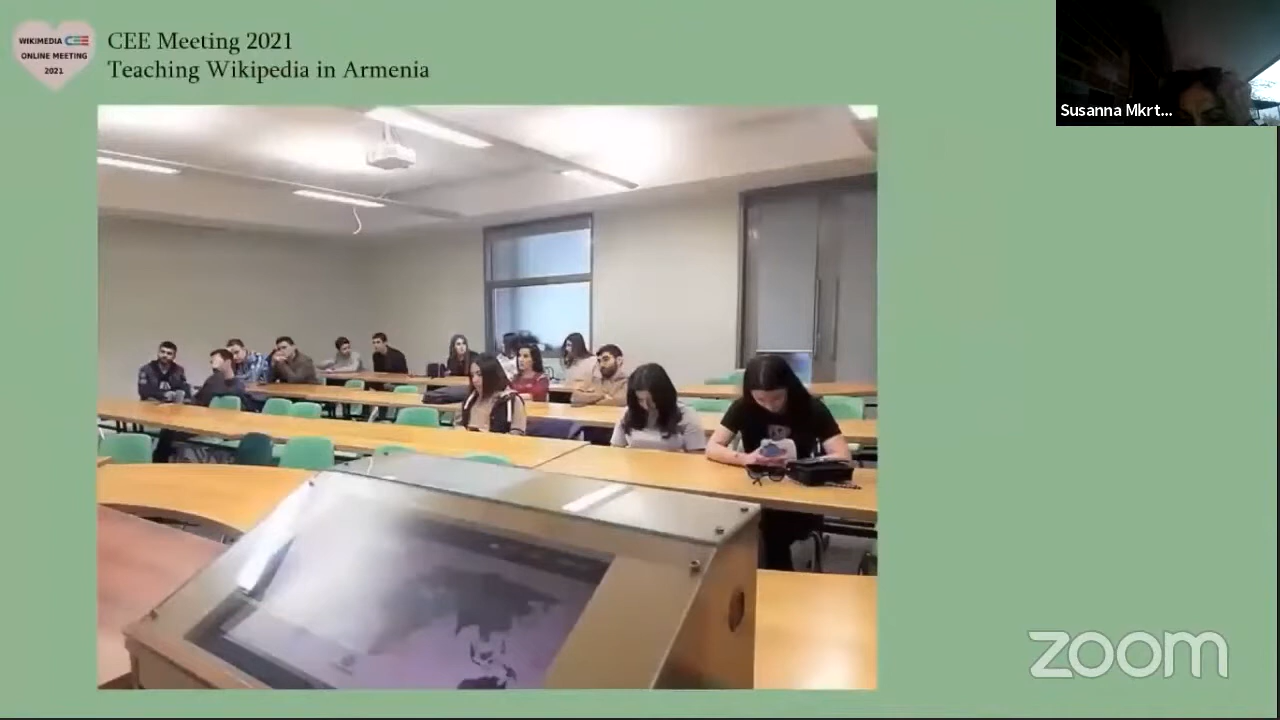 WIKIMEDIA CEE
ONLINE MEETING
2021
CEE Meeting 2021
Teaching Wikipedia in Armenia
Susanna Mkrt...
zoom